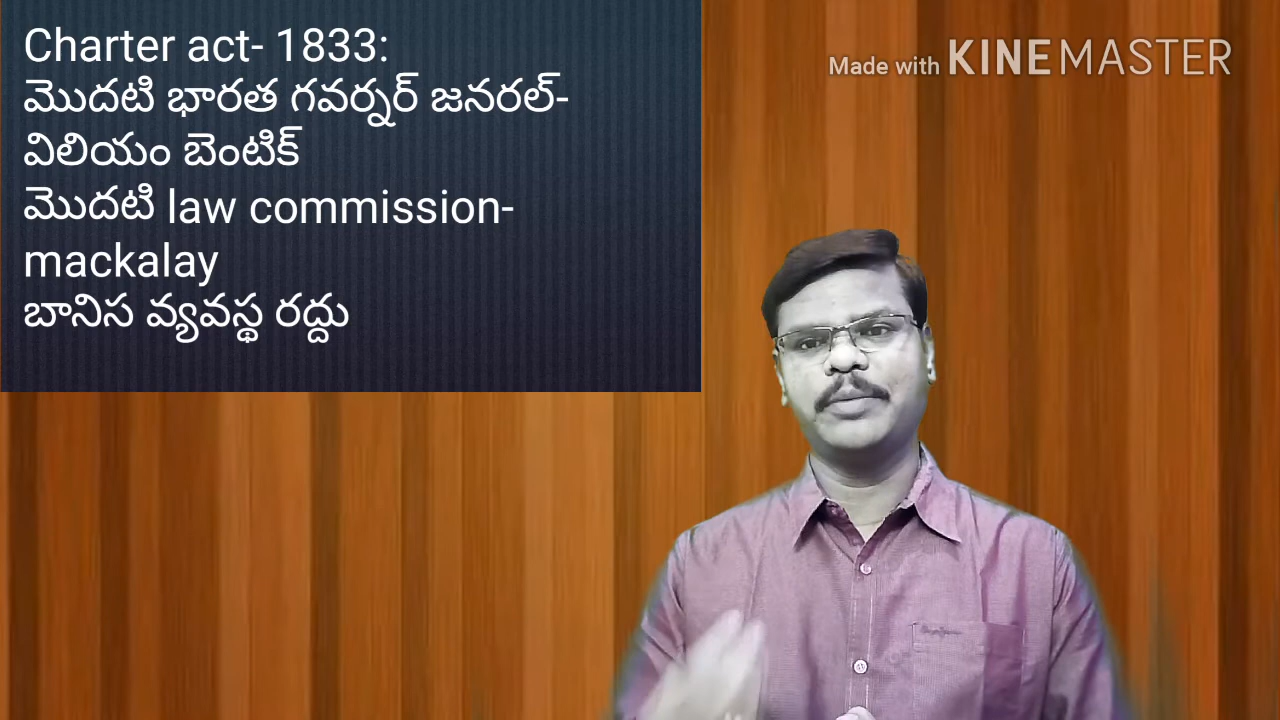 Charter act- 1833:
మొదటి భారత గవర్నర్ జనరల్-
విలియం బెంటిక్
మొదటి law commission-
mackalay
బానిస వ్యవస్థ రద్దు
Made with KINEMASTER